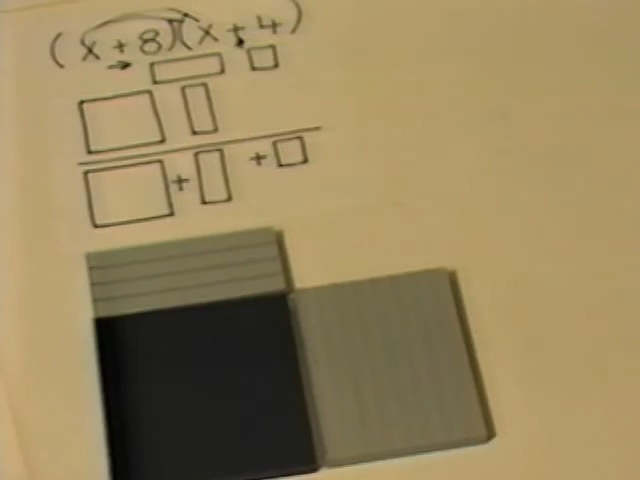 (x + 8)(x + 4)
+ +